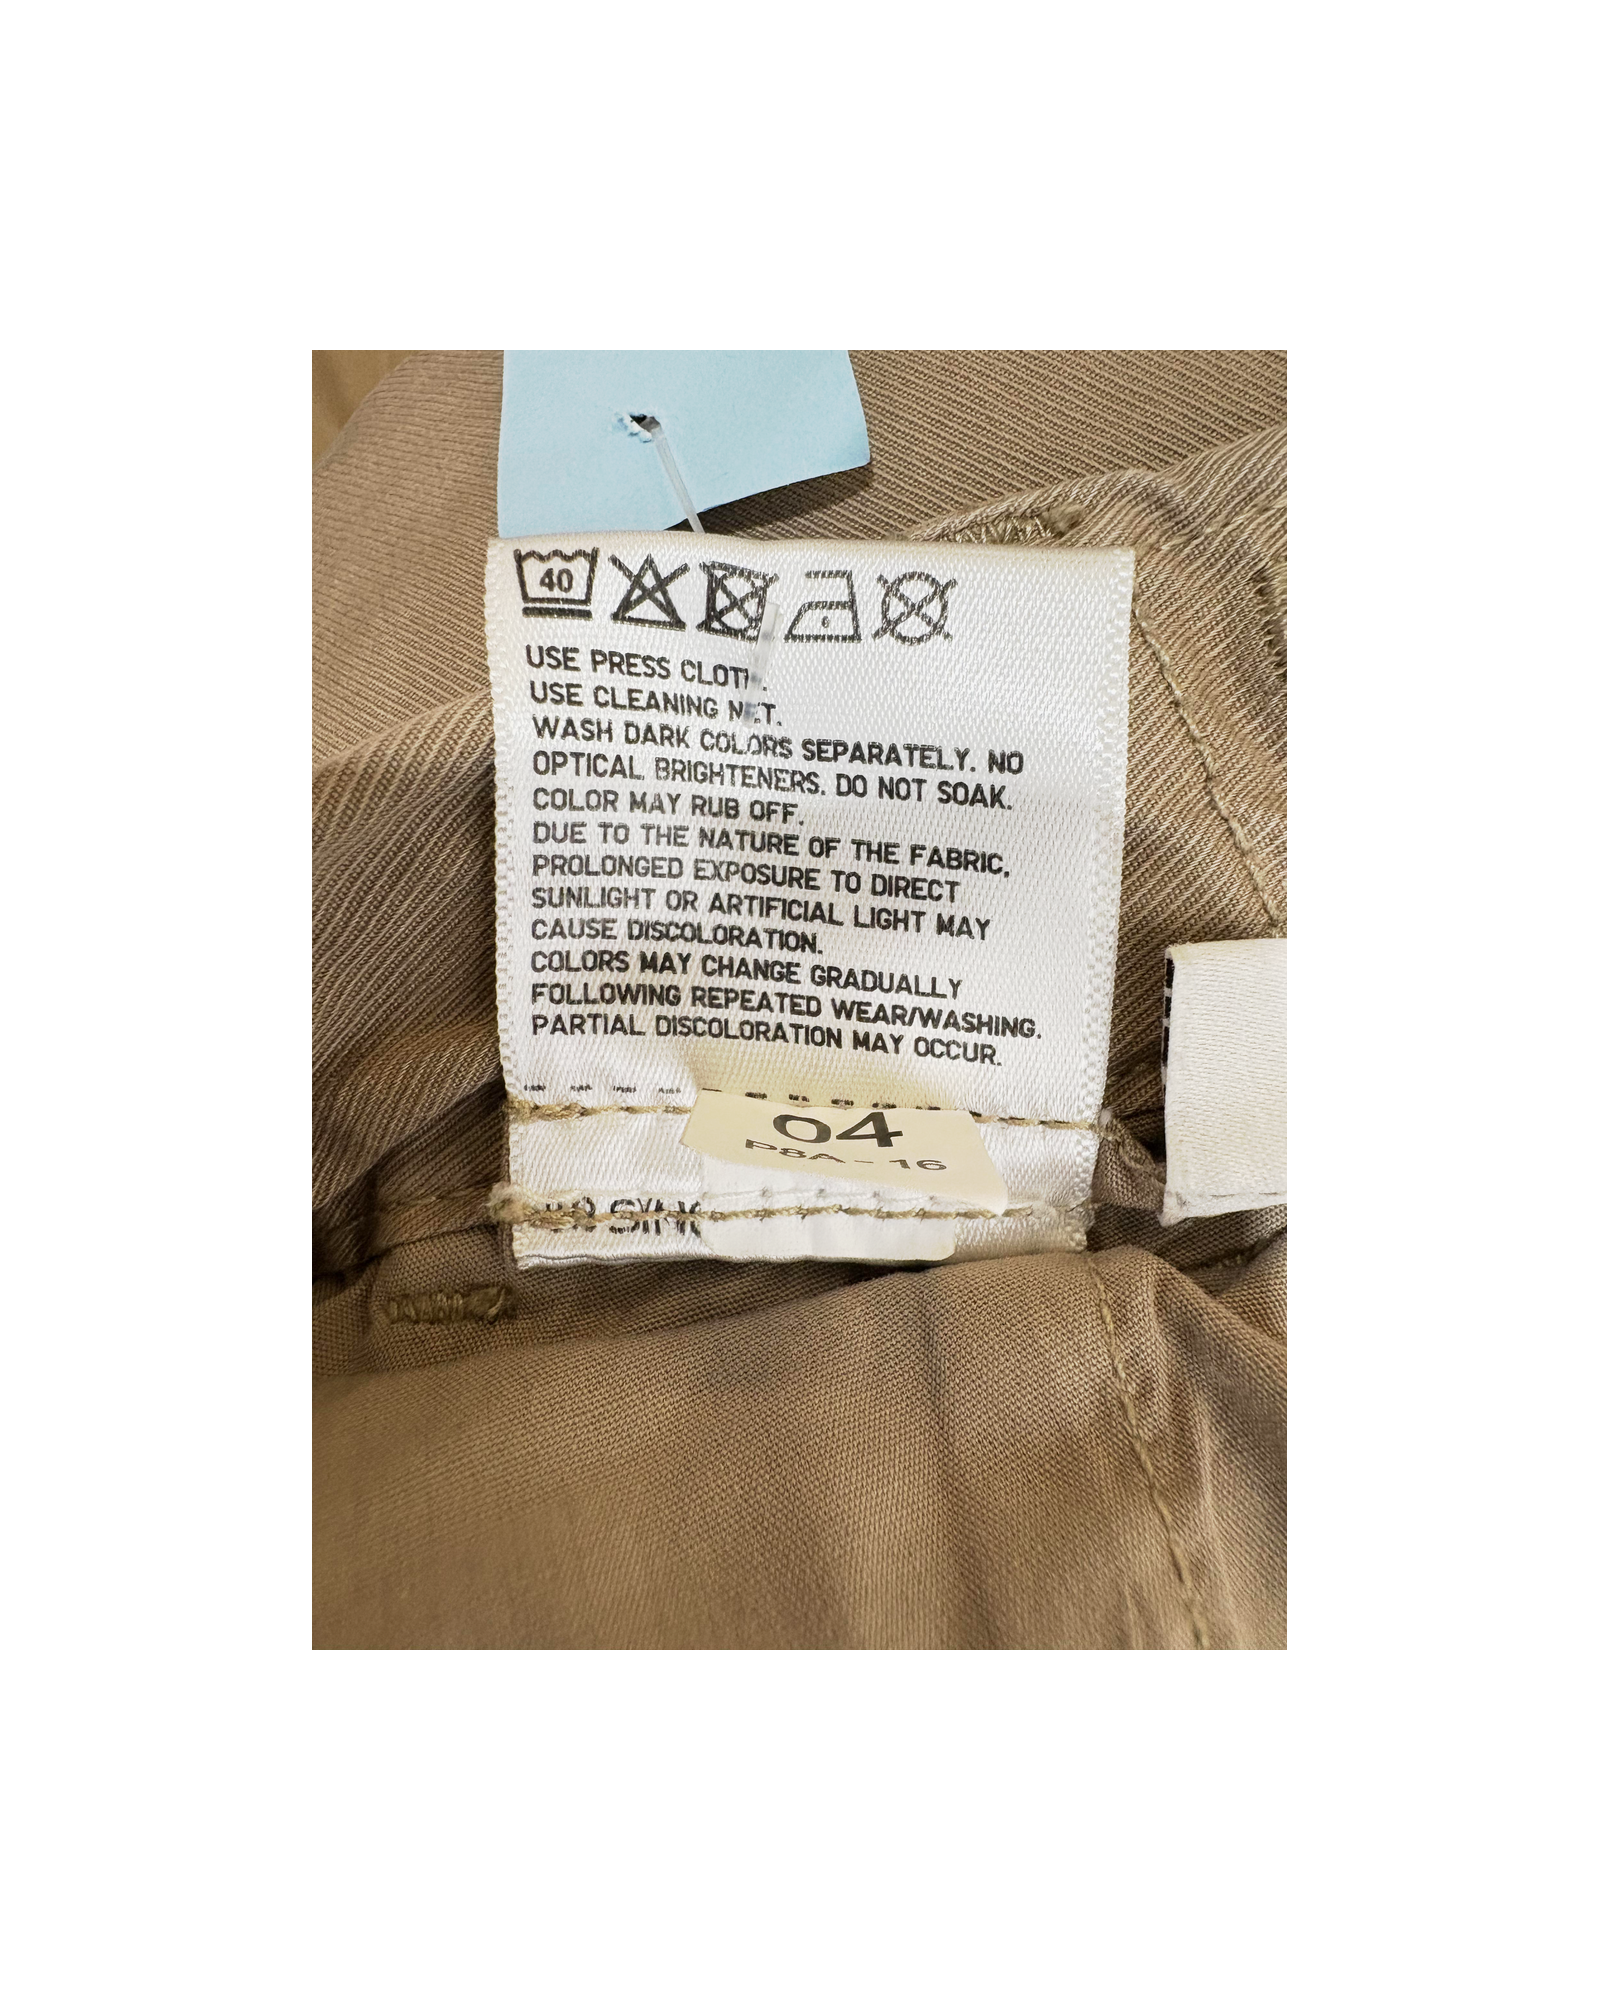 40
USE PRESS CLOTH.
USE CLEANING NET.
WASH DARK COLORS SEPARATELY. NO
OPTICAL BRIGHTENERS. DO NOT SOAK.
COLOR MAY RUB OFF.
DUE TO THE NATURE OF THE FABRIC,
PROLONGED EXPOSURE TO DIRECT
SUNLIGHT OR ARTIFICIAL LIGHT MAY
CAUSE DISCOLORATION.
COLORS MAY CHANGE GRADUALLY
FOLLOWING REPEATED WEAR/WASHING.
PARTIAL DISCOLORATION MAY OCCUR.
04
P8A-16